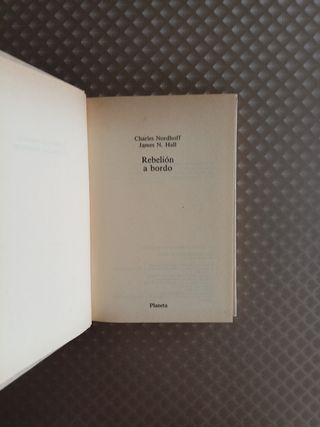 Charles Nordhoff
James N. Hall
Rebelión
a bordo
Planeta